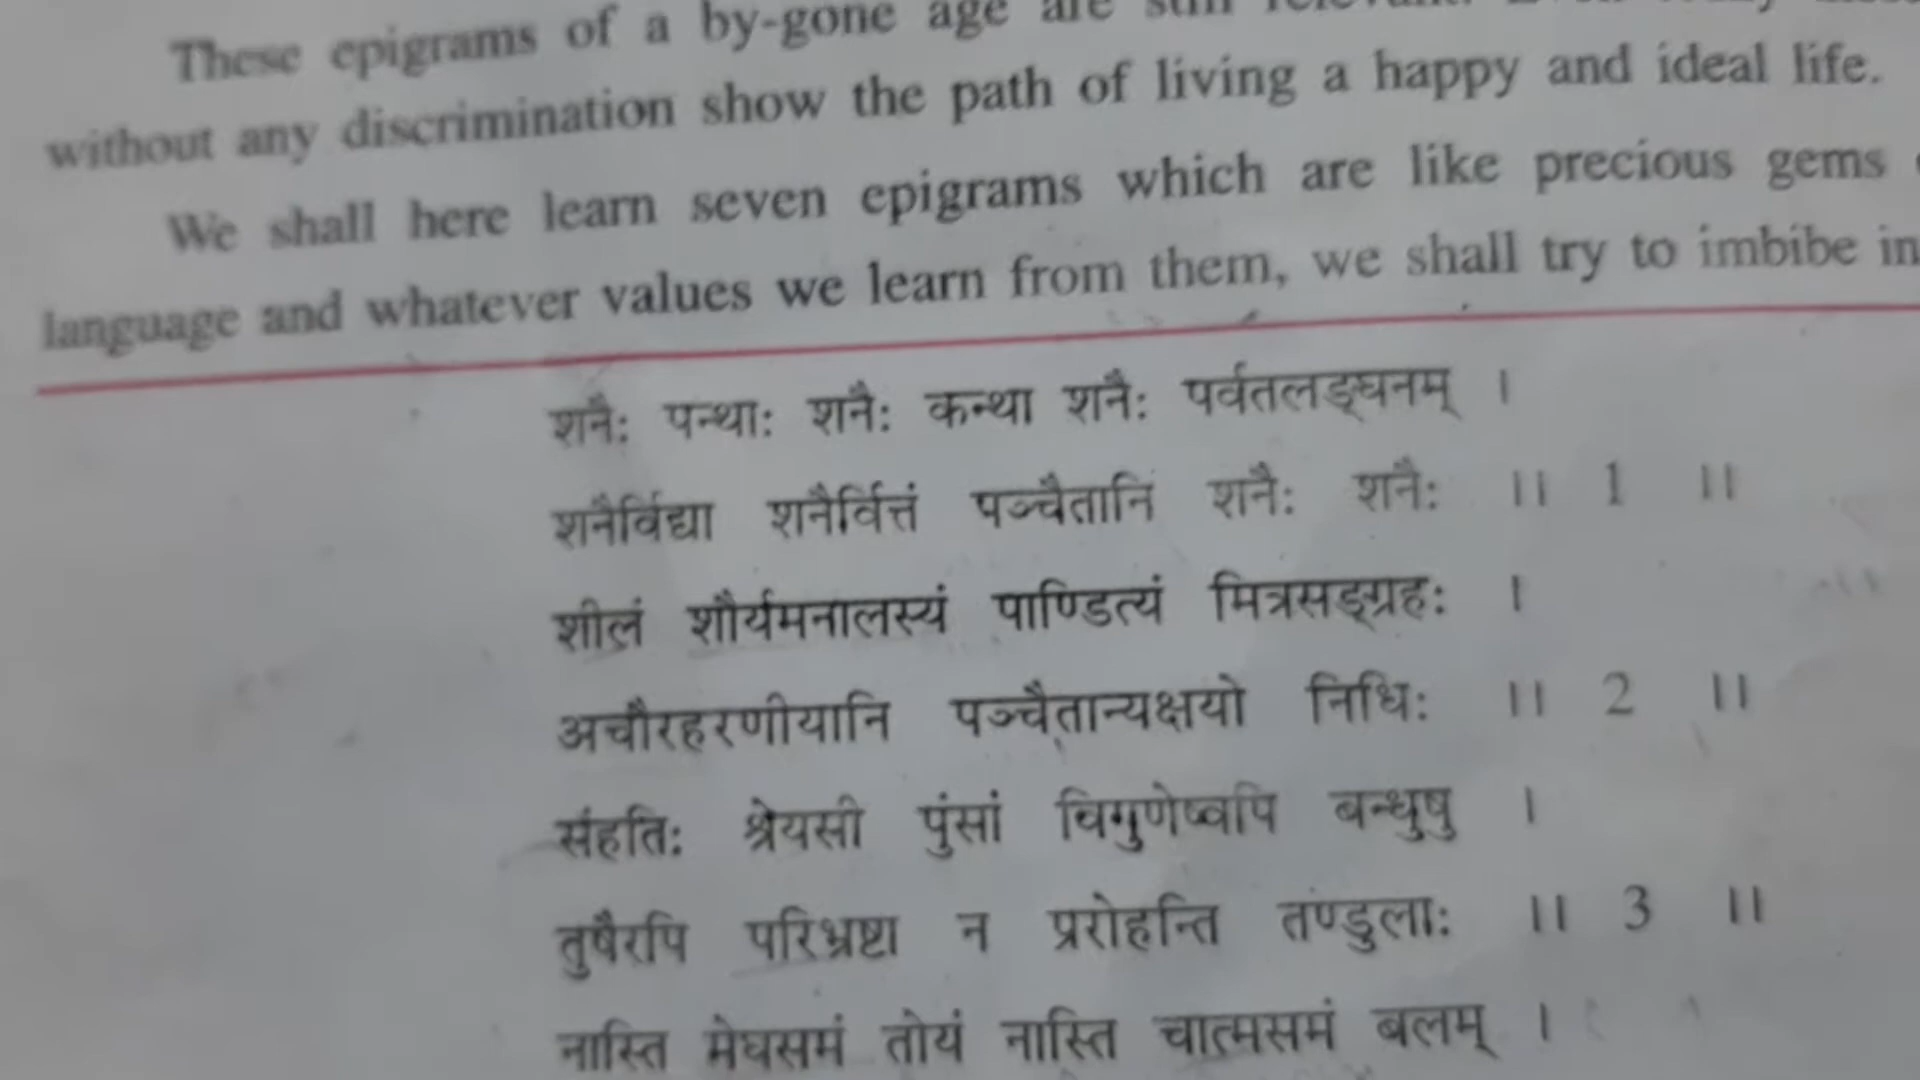 These epigrams of a by-gone age are still relevant.
without any discrimination show the path of living a happy and ideal life.
We shall here learn seven epigrams which are like precious gems
language and whatever values we learn from them, we shall try to imbibe in
शनैः पन्थाः शनैः कन्था शनैः पर्वतलङ्घनम् ।
शनैर्विद्या शनैर्वित्तं पञ्चैतानि शनैः शनैः ।। 1 ।।
शीलं शौर्यमनालस्यं पाण्डित्यं मित्रसङ्ग्रहः ।
अचौरहरणीयानि पञ्चैतान्यक्षयो निधिः ।। 2 ।।
संहतिः श्रेयसी पुंसां विगुणेष्वपि बन्धुषु ।
तुषैरपि परिभ्रष्टा न प्ररोहन्ति तण्डुलाः ।। 3 ।।
नास्ति मेघसमं तोयं नास्ति चात्मसमं बलम् ।